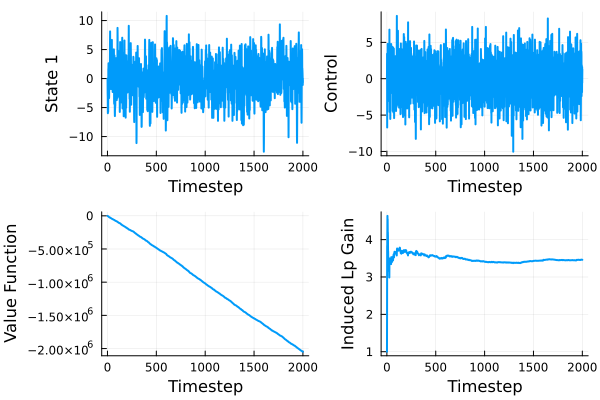 State 1
10
5
0
−5
−10
0 500 1000 1500 2000
Timestep
Control
5
0
−5
−10
0 500 1000 1500 2000
Timestep
Value Function
0
−5.00×10⁵
−1.00×10⁶
−1.50×10⁶
−2.00×10⁶
0 500 1000 1500 2000
Timestep
Induced Lp Gain
4
3
2
1
0 500 1000 1500 2000
Timestep